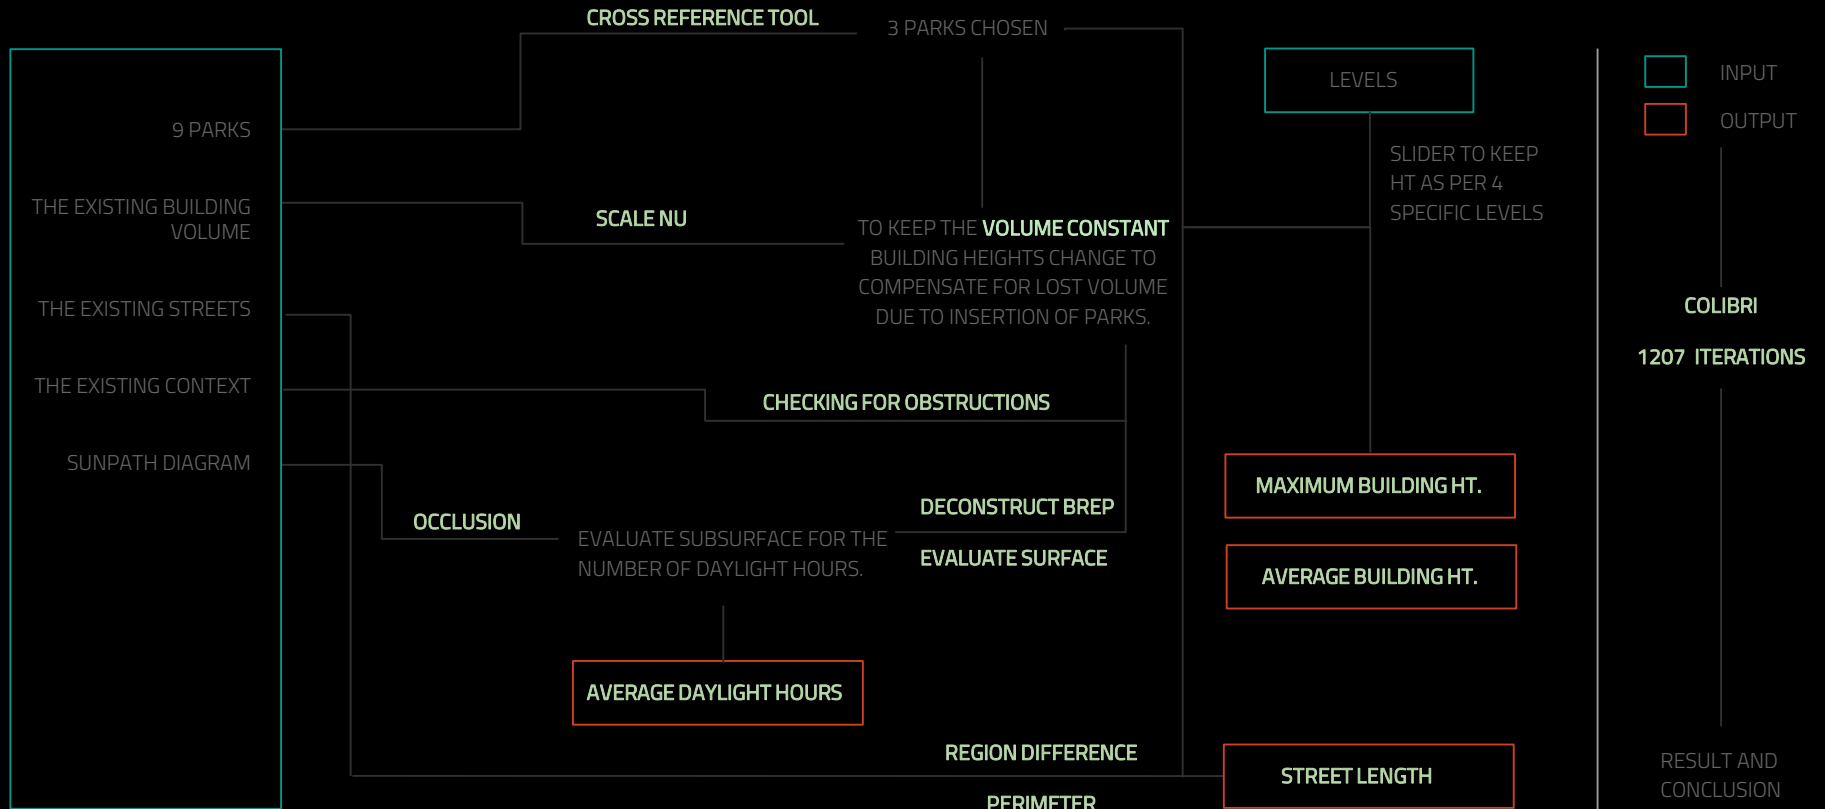 CROSS REFERENCE TOOL
3 PARKS CHOSEN
9 PARKS
THE EXISTING BUILDING
VOLUME
THE EXISTING STREETS
THE EXISTING CONTEXT
SUNPATH DIAGRAM
SCALE NU
TO KEEP THE VOLUME CONSTANT
BUILDING HEIGHTS CHANGE TO
COMPENSATE FOR LOST VOLUME
DUE TO INSERTION OF PARKS.
CHECKING FOR OBSTRUCTIONS
OCCLUSION
EVALUATE SUBSURFACE FOR THE
NUMBER OF DAYLIGHT HOURS.
DECONSTRUCT BREP
EVALUATE SURFACE
AVERAGE DAYLIGHT HOURS
REGION DIFFERENCE
PERIMETER
LEVELS
SLIDER TO KEEP
HT AS PER 4
SPECIFIC LEVELS
MAXIMUM BUILDING HT.
AVERAGE BUILDING HT.
STREET LENGTH
INPUT
OUTPUT
COLIBRI
1207 ITERATIONS
RESULT AND
CONCLUSION